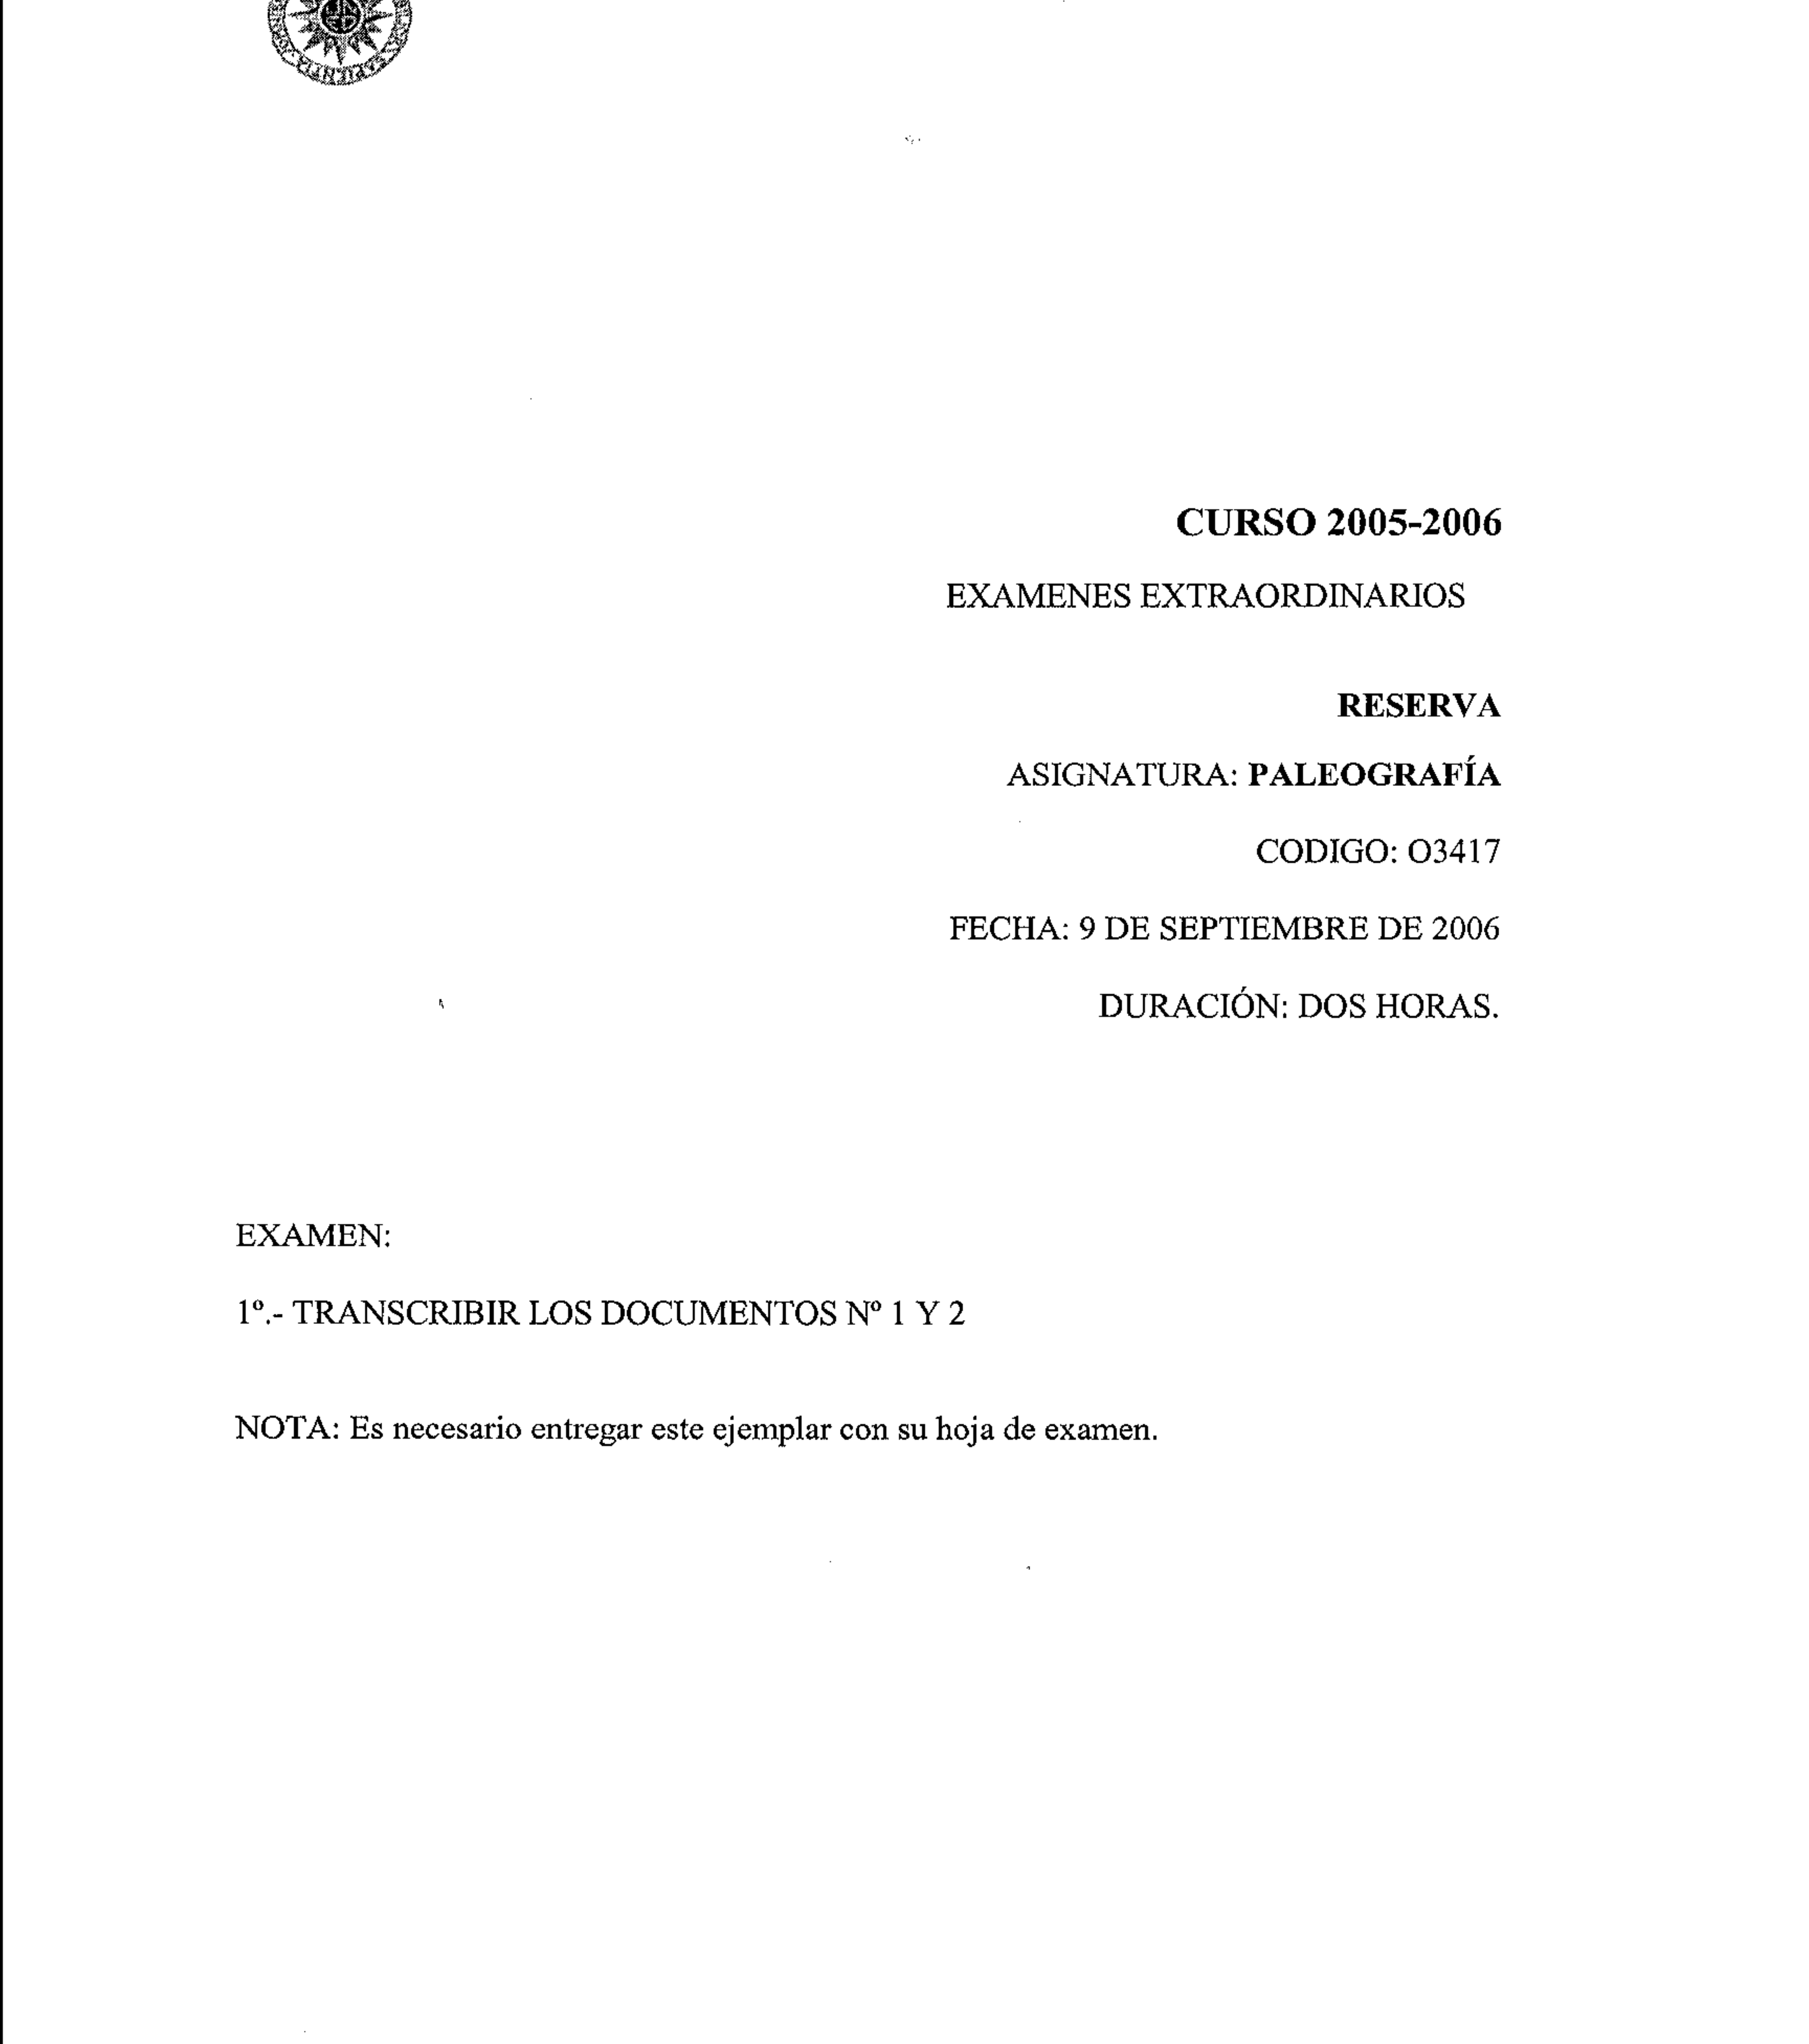 CURSO 2005-2006
EXAMENES EXTRAORDINARIOS
RESERVA
ASIGNATURA: PALEOGRAFÍA
CODIGO: O3417
FECHA: 9 DE SEPTIEMBRE DE 2006
DURACIÓN: DOS HORAS.
EXAMEN:
1º.- TRANSCRIBIR LOS DOCUMENTOS Nº 1 Y 2
NOTA: Es necesario entregar este ejemplar con su hoja de examen.